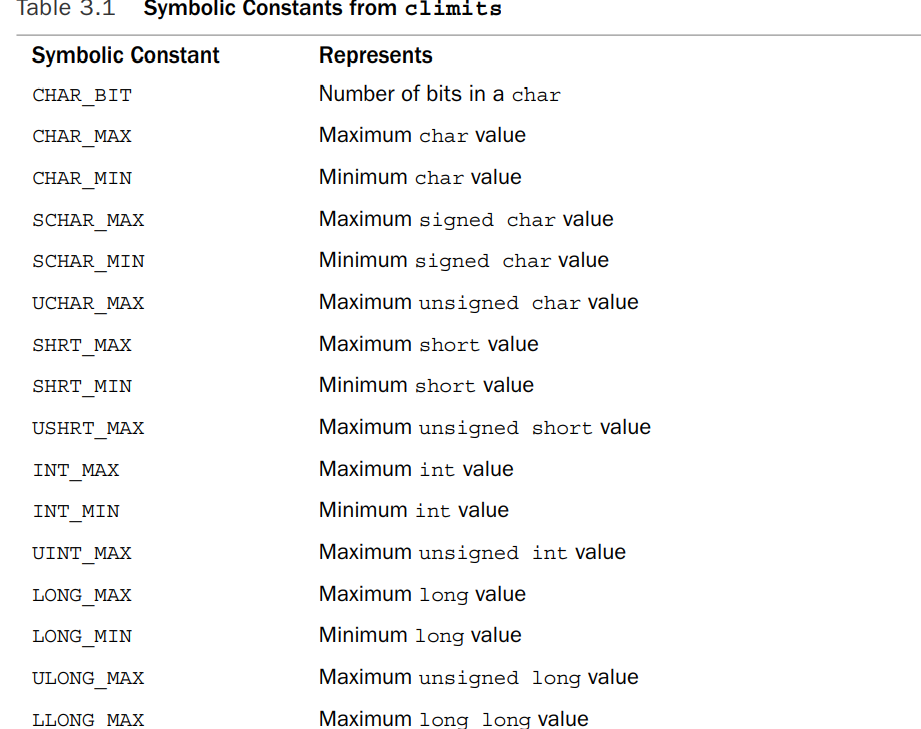 Table 3.1 Symbolic Constants from climits
Symbolic Constant Represents
CHAR_BIT Number of bits in a char
CHAR_MAX Maximum char value
CHAR_MIN Minimum char value
SCHAR_MAX Maximum signed char value
SCHAR_MIN Minimum signed char value
UCHAR_MAX Maximum unsigned char value
SHRT_MAX Maximum short value
SHRT_MIN Minimum short value
USHRT_MAX Maximum unsigned short value
INT_MAX Maximum int value
INT_MIN Minimum int value
UINT_MAX Maximum unsigned int value
LONG_MAX Maximum long value
LONG_MIN Minimum long value
ULONG_MAX Maximum unsigned long value
LLONG_MAX Maximum long long value